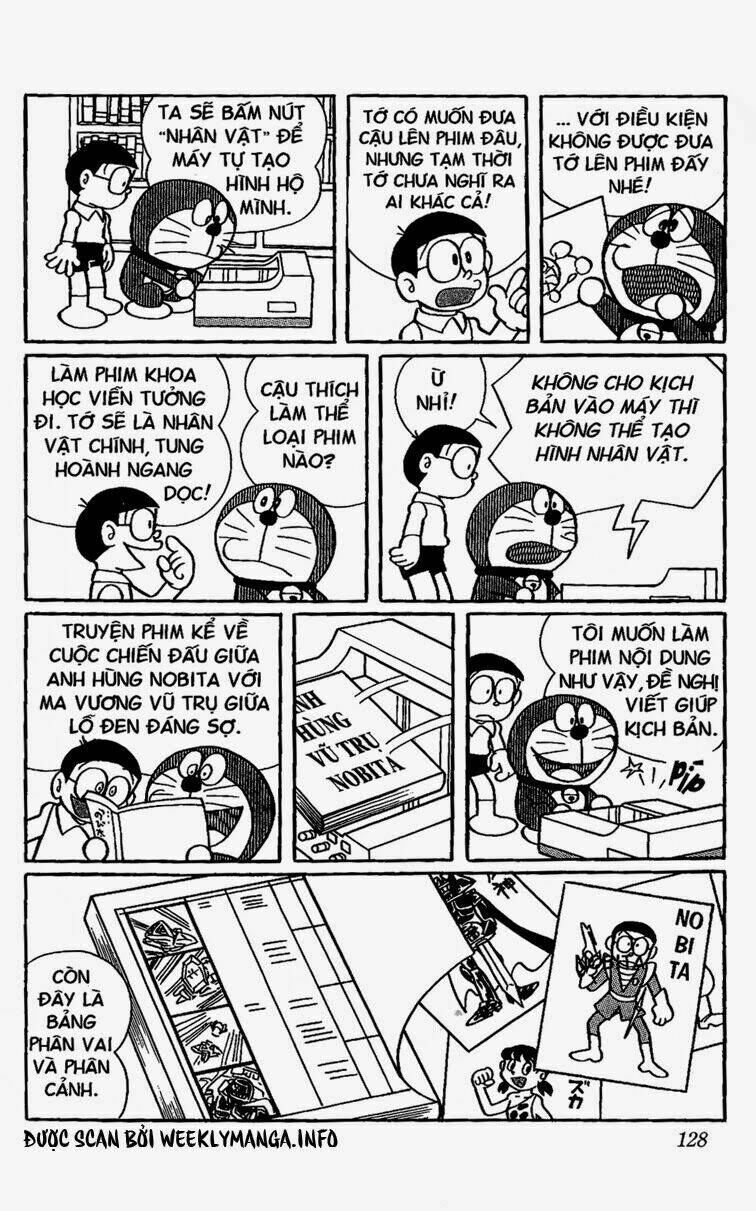 ... VỚI ĐIỀU KIỆN
KHÔNG ĐƯỢC ĐƯA
TỚ LÊN PHIM ĐẤY
NHÉ!
TỚ CÓ MUỐN ĐƯA
CẬU LÊN PHIM ĐÂU,
NHƯNG TẠM THỜI
TỚ CHƯA NGHĨ RA
AI KHÁC CẢ!
TA SẼ BẤM NÚT
"NHÂN VẬT" ĐỂ
MÁY TỰ TẠO
HÌNH HỘ
MÌNH.
KHÔNG CHO KỊCH
BẢN VÀO MÁY THÌ
KHÔNG THỂ TẠO
HÌNH NHÂN VẬT.
Ừ
NHỈ!
CẬU THÍCH
LÀM THỂ
LOẠI PHIM
NÀO?
LÀM PHIM KHOA
HỌC VIỄN TƯỞNG
ĐI. TỚ SẼ LÀ NHÂN
VẬT CHÍNH, TUNG
HOÀNH NGANG
DỌC!
TÔI MUỐN LÀM
PHIM NỘI DUNG
NHƯ VẬY, ĐỀ NGHỊ
VIẾT GIÚP
KỊCH BẢN.
píp
ANH
HÙNG
VŨ TRỤ
NOBITA
TRUYỆN PHIM KỂ VỀ
CUỘC CHIẾN ĐẤU GIỮA
ANH HÙNG NOBITA VỚI
MA VƯƠNG VŨ TRỤ GIỮA
LỖ ĐEN ĐÁNG SỢ.
NO
BI
TA
神
ズカ
CÒN
ĐÂY LÀ
BẢNG
PHÂN VAI
VÀ PHÂN
CẢNH.
ĐƯỢC SCAN BỞI WEEKLYMANGA.INFO
128